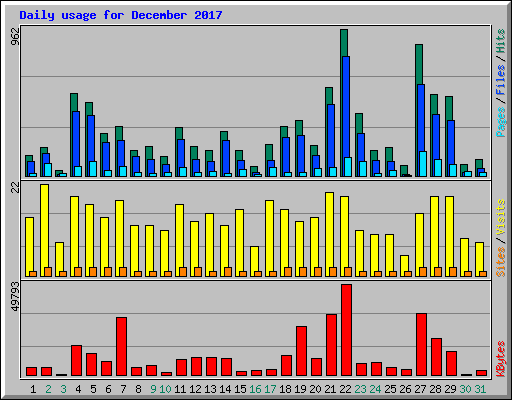 Daily usage for December 2017
962
Pages / Files / Hits
22
Sites / Visits
49793
KBytes
1 2 3 4 5 6 7 8 9 10 11 12 13 14 15 16 17 18 19 20 21 22 23 24 25 26 27 28 29 30 31